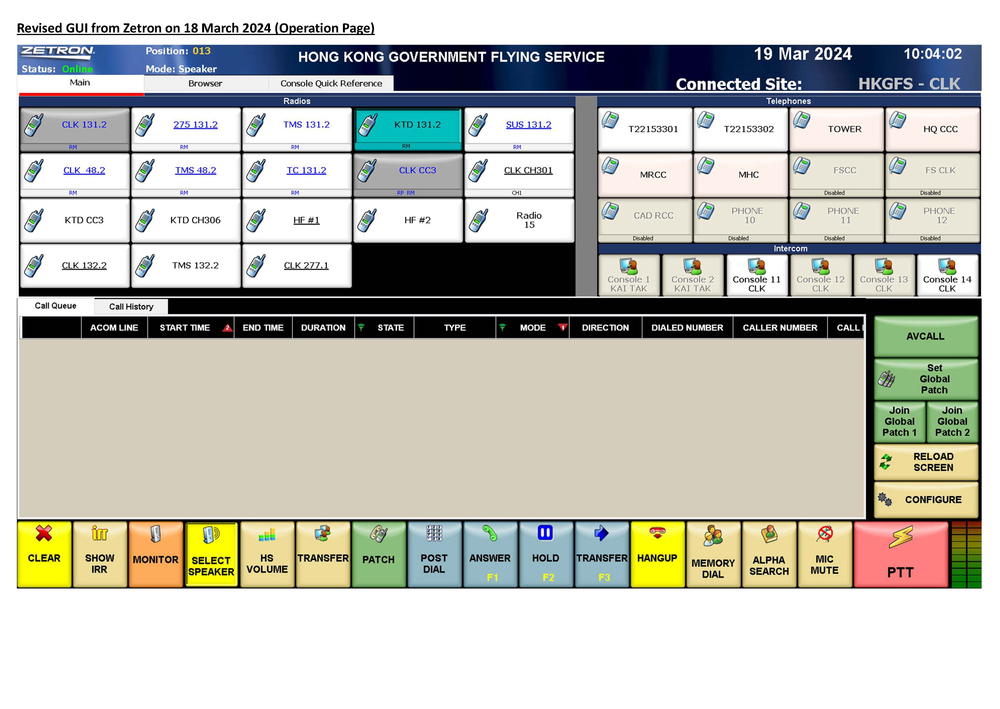 Revised GUI from Zetron on 18 March 2024 (Operation Page)
ZETRON.
Position: 013
HONG KONG GOVERNMENT FLYING SERVICE
19 Mar 2024
10:04:02
Status: Online
Mode: Speaker
Main
Browser
Console Quick Reference
Connected Site:
HKGFS - CLK
Radios
CLK 131.2
RM
275 131.2
RM
TMS 131.2
RM
KTD 131.2
RM
SUS 131.2
RM
CLK 48.2
RM
TMS 48.2
RM
TC 131.2
RM
CLK CC3
RP RM
CLK CH301
CH1
KTD CC3
KTD CH306
HF #1
HF #2
Radio
15
CLK 132.2
TMS 132.2
CLK 277.1
Telephones
T22153301
T22153302
TOWER
HQ CCC
MRCC
MHC
FSCC
Disabled
FS CLK
Disabled
CAD RCC
Disabled
PHONE
10
Disabled
PHONE
11
Disabled
PHONE
12
Disabled
Intercom
Console 1
KAI TAK
Console 2
KAI TAK
Console 11
CLK
Console 12
CLK
Console 13
CLK
Console 14
CLK
Call Queue
Call History
ACOM LINE
START TIME
2
END TIME
DURATION
STATE
TYPE
MODE
1
DIRECTION
DIALED NUMBER
CALLER NUMBER
CALL
AVCALL
Set
Global
Patch
Join
Global
Patch 1
Join
Global
Patch 2
RELOAD
SCREEN
CONFIGURE
CLEAR
irr
SHOW
IRR
MONITOR
SELECT
SPEAKER
HS
VOLUME
TRANSFER
PATCH
POST
DIAL
ANSWER
F1
HOLD
F2
TRANSFER
F3
HANGUP
MEMORY
DIAL
ALPHA
SEARCH
MIC
MUTE
PTT